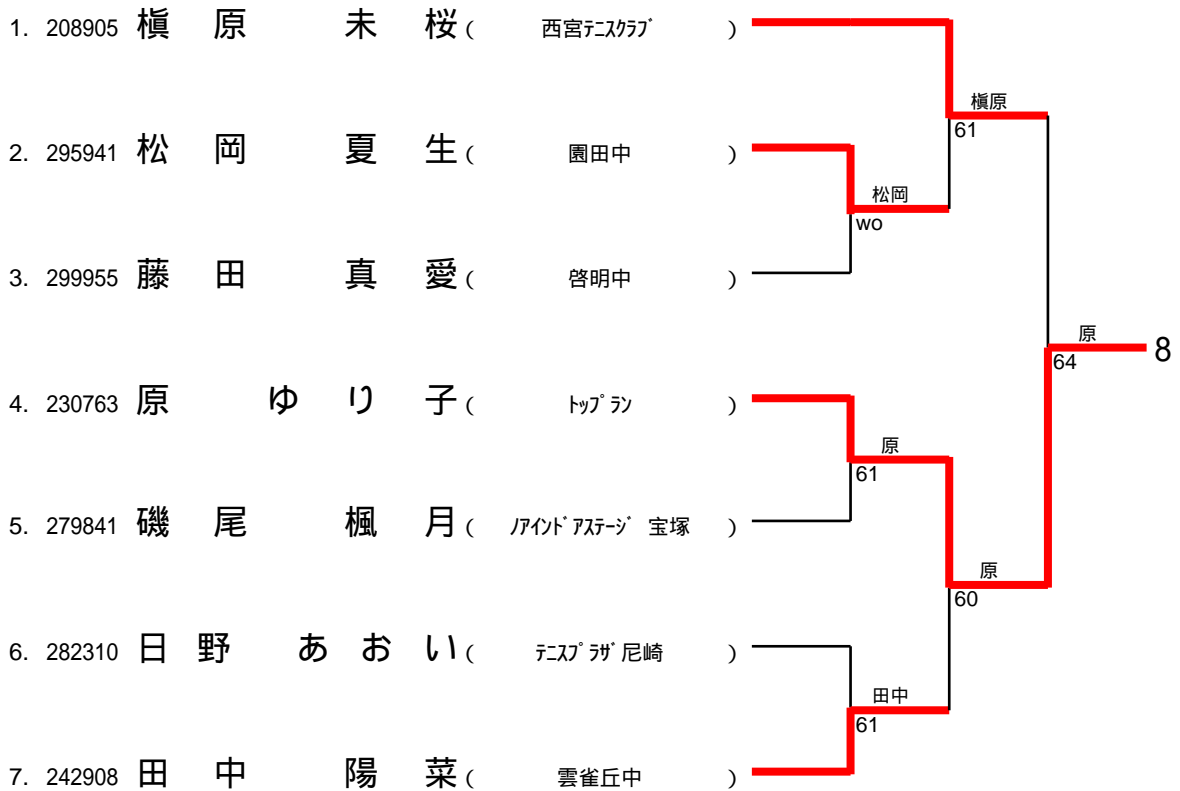 1. 208905 槇原 未桜 ( 西宮ﾃﾆｽｸﾗﾌﾞ )
槇原
61
2. 295941 松岡 夏生 ( 園田中 )
松岡
wo
3. 299955 藤田 真愛 ( 啓明中 )
原
64
8
4. 230763 原 ゆり子 ( ﾄｯﾌﾟﾗﾝ )
原
61
5. 279841 磯尾 楓月 ( ﾉｱｲﾝﾄﾞｱｽﾃｰｼﾞ 宝塚 )
原
60
6. 282310 日野 あおい ( ﾃﾆｽﾌﾟﾗｻﾞ尼崎 )
田中
61
7. 242908 田中 陽菜 ( 雲雀丘中 )